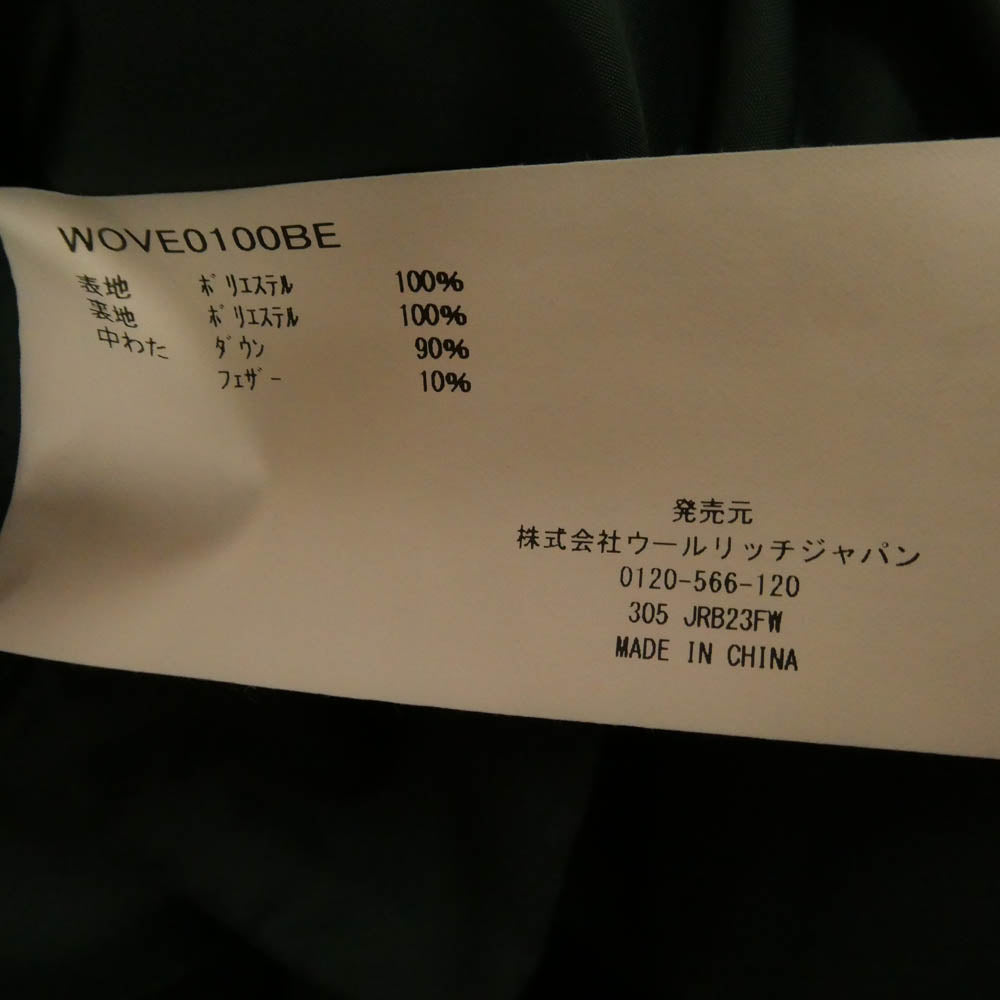 WOVE0100BE
表地 ﾎﾟﾘｴｽﾃﾙ 100%
裏地 ﾎﾟﾘｴｽﾃﾙ 100%
中わた ﾀﾞｳﾝ 90%
ﾌｪｻﾞｰ 10%
発売元
株式会社ウールリッチジャパン
0120-566-120
305 JRB23FW
MADE IN CHINA